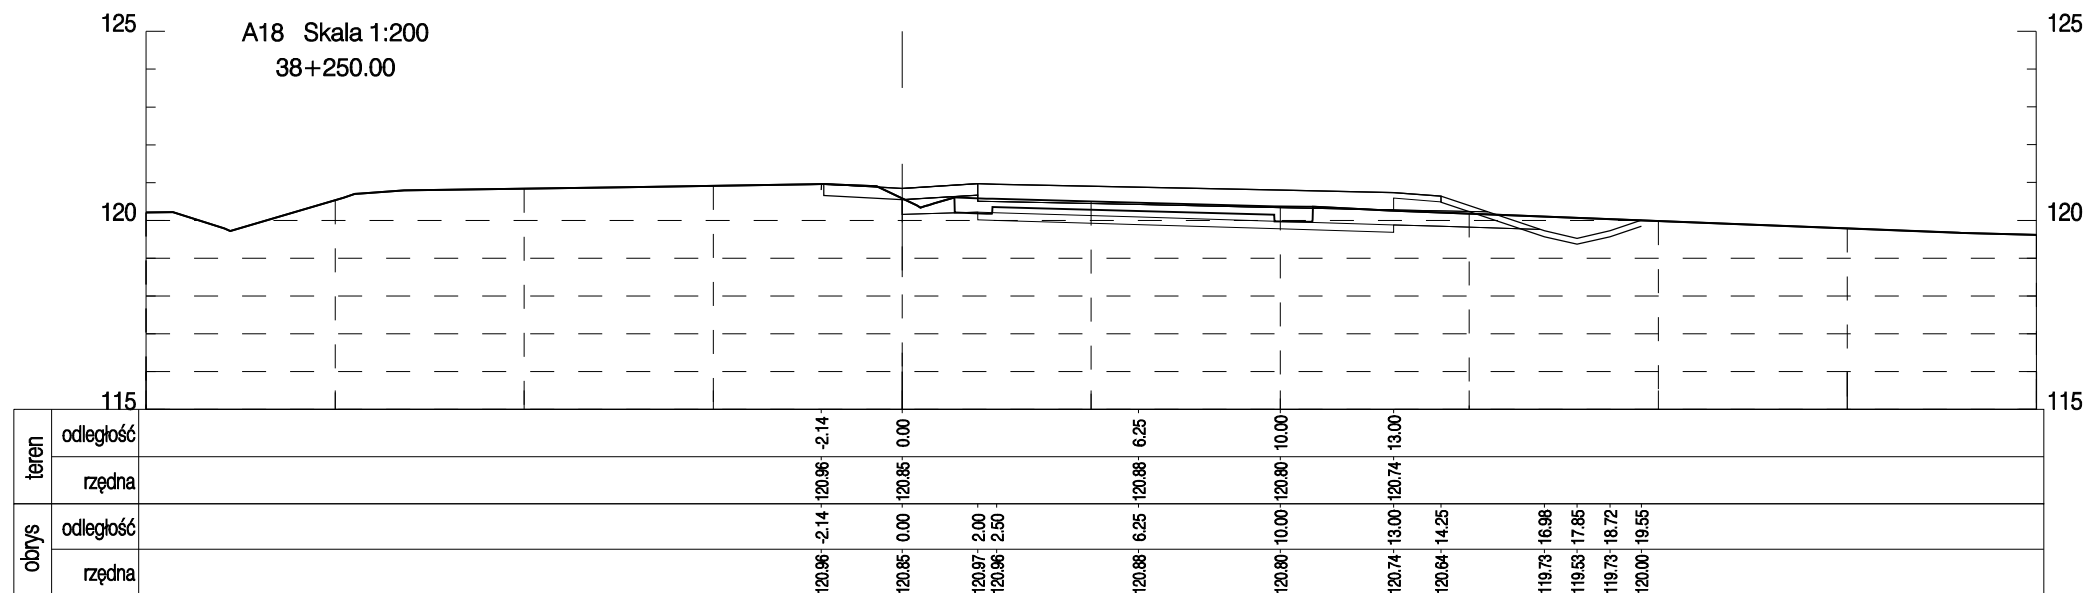 125
125
A18 Skala 1:200
38+250.00
120
120
115
115
teren
odległość
-2.14 0.00 6.25 10.00 13.00
rzędna
120.96 120.85 120.88 120.80 120.74
obrys
odległość
-2.14 0.00 2.00 2.50 6.25 10.00 13.00 14.25 16.98 17.85 18.72 19.55
rzędna
120.96 120.85 120.97 120.96 120.88 120.80 120.74 120.64 119.73 119.53 119.73 120.00